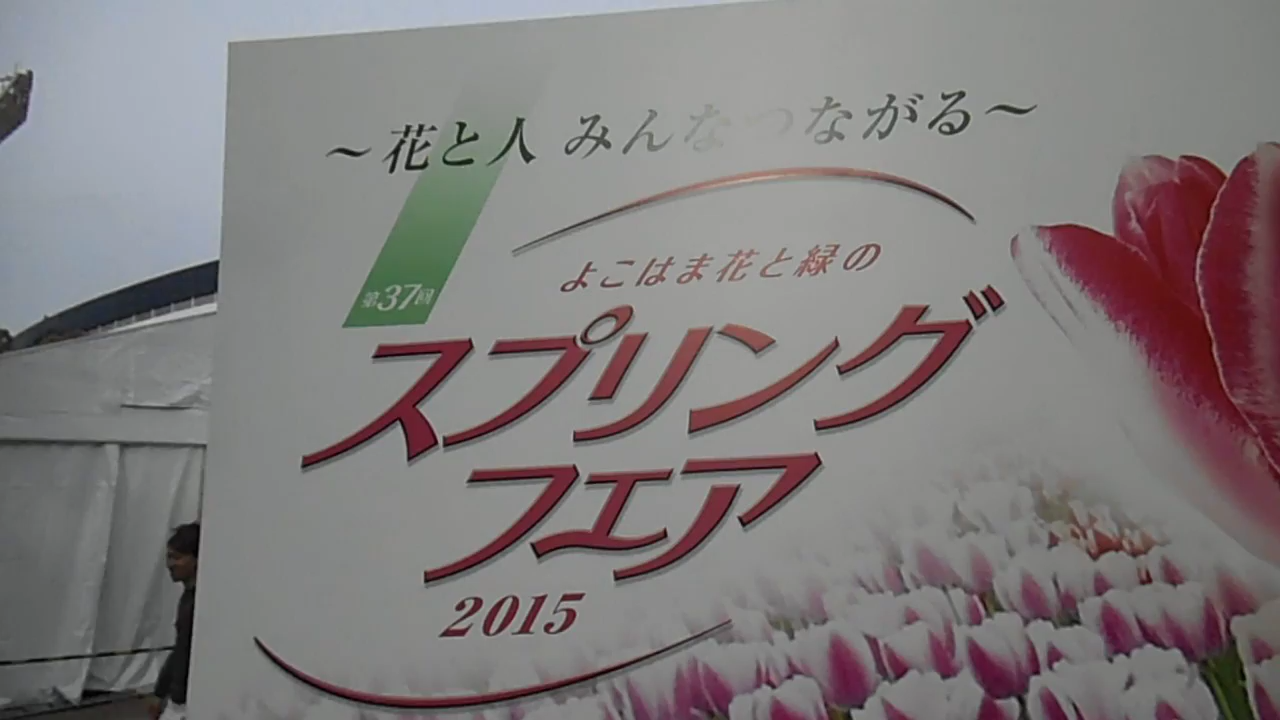 ～花と人 みんなつながる～
よこはま花と緑の
第37回
スプリング
フェア
2015